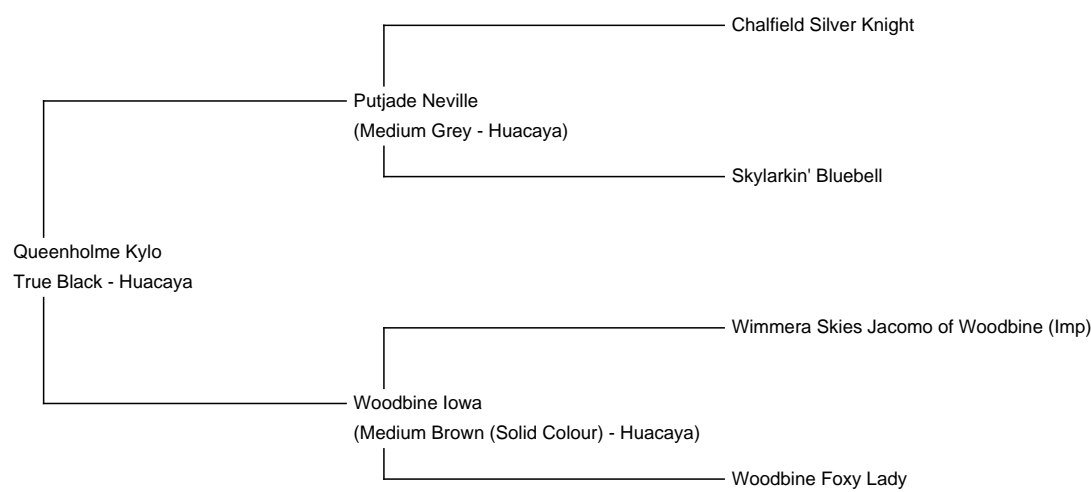 Chalfield Silver Knight
Putjade Neville
(Medium Grey - Huacaya)
Skylarkin' Bluebell
Queenholme Kylo
True Black - Huacaya
Wimmera Skies Jacomo of Woodbine (Imp)
Woodbine Iowa
(Medium Brown (Solid Colour) - Huacaya)
Woodbine Foxy Lady